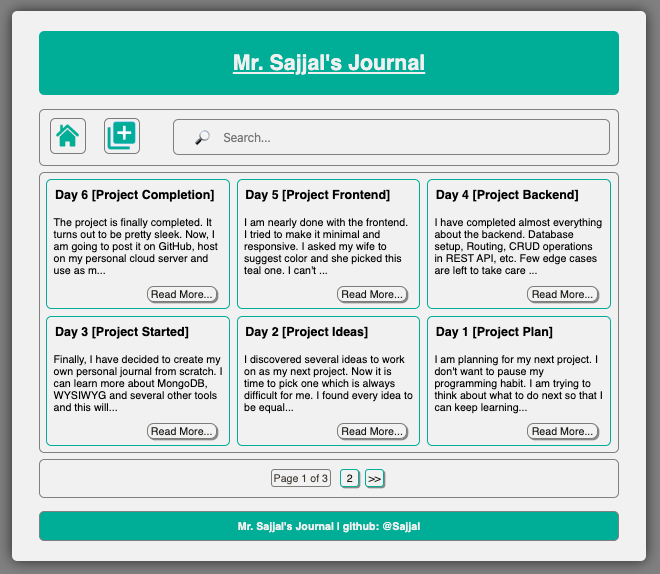 Mr. Sajjal's Journal
Search...
Day 6 [Project Completion]
The project is finally completed. It
turns out to be pretty sleek. Now, I
am going to post it on GitHub, host
on my personal cloud server and
use as m...
Read More...
Day 5 [Project Frontend]
I am nearly done with the frontend.
I tried to make it minimal and
responsive. I asked my wife to
suggest color and she picked this
teal one. I can't ...
Read More...
Day 4 [Project Backend]
I have completed almost everything
about the backend. Database
setup, Routing, CRUD operations
in REST API, etc. Few edge cases
are left to take care ...
Read More...
Day 3 [Project Started]
Finally, I have decided to create my
own personal journal from scratch. I
can learn more about MongoDB,
WYSIWYG and several other tools
and this will...
Read More...
Day 2 [Project Ideas]
I discovered several ideas to work
on as my next project. Now it is
time to pick one which is always
difficult for me. I found every idea to
be equal...
Read More...
Day 1 [Project Plan]
I am planning for my next project. I
don't want to pause my
programming habit. I am trying to
think about what to do next so that I
can keep learning...
Read More...
Page 1 of 3 2 >>
Mr. Sajjal's Journal | github: @Sajjal